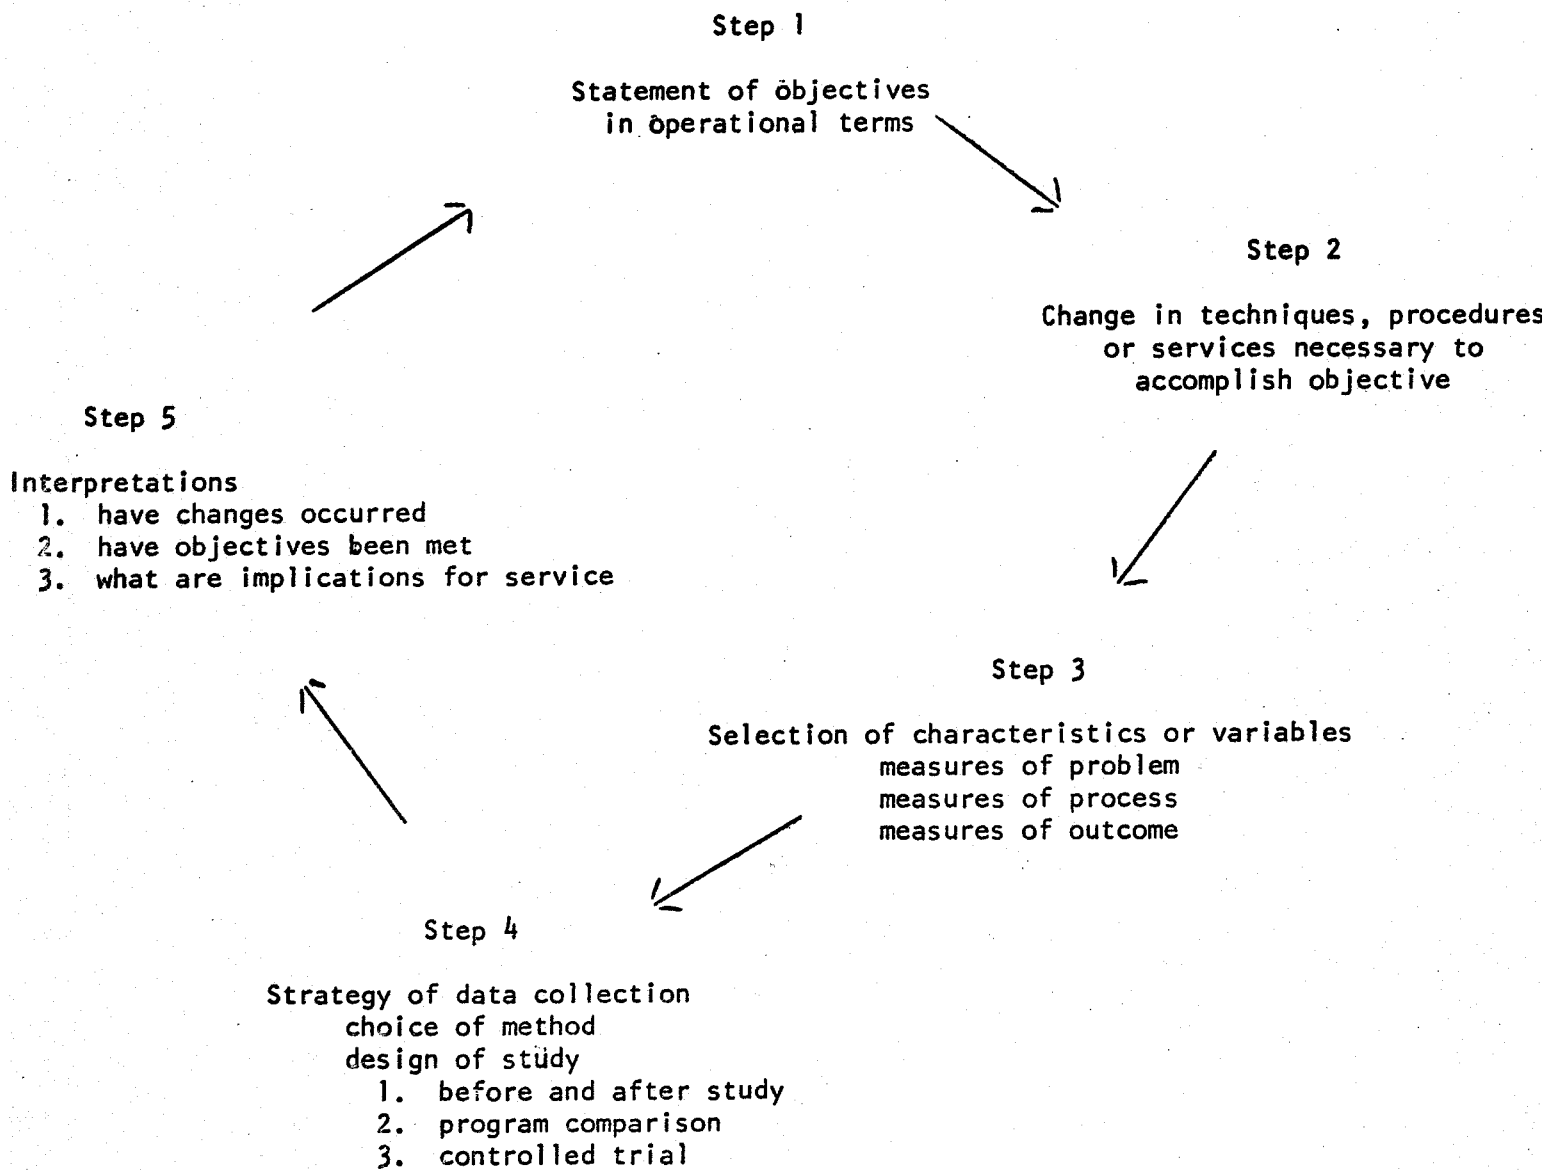 Step 1
Statement of objectives
in operational terms
Step 2
Change in techniques, procedures
or services necessary to
accomplish objective
Step 3
Selection of characteristics or variables
measures of problem
measures of process
measures of outcome
Step 4
Strategy of data collection
choice of method
design of study
1. before and after study
2. program comparison
3. controlled trial
Step 5
Interpretations
1. have changes occurred
2. have objectives been met
3. what are implications for service